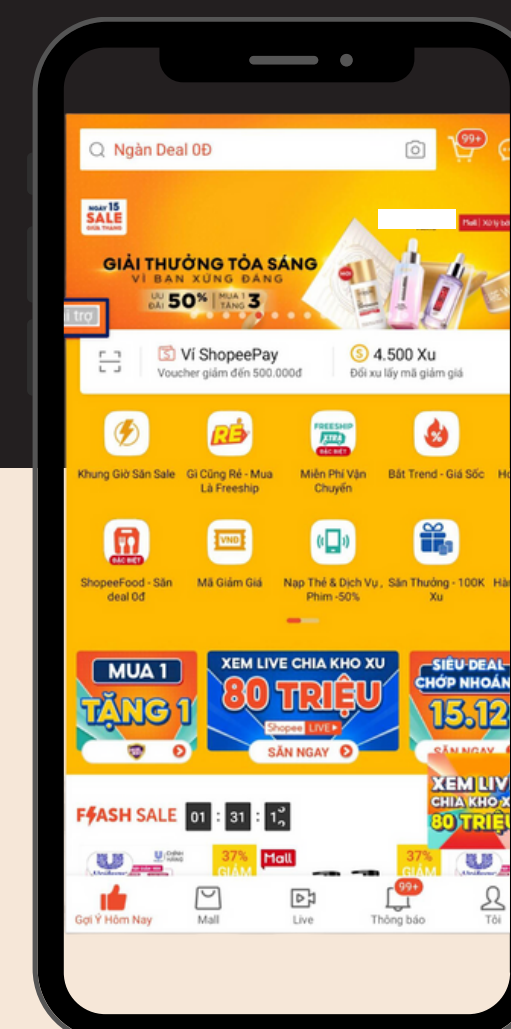 Ngàn Deal 0Đ
99+
NGÀY 15
SALE
GIỮA THÁNG
Mall
GIẢI THƯỞNG TỎA SÁNG
VÌ BẠN XỨNG ĐÁNG
ƯU ĐÃI 50% MUA 1 TẶNG 3
i trợ
Ví ShopeePay
4.500 Xu
Voucher giảm đến 500.000đ
Đổi xu lấy mã giảm giá
RẺ
FREESHIP
XTRA
ĐẶC BIỆT
Khung Giờ Săn Sale
Gì Cũng Rẻ - Mua Là Freeship
Miễn Phí Vận Chuyển
Bắt Trend - Giá Sốc
Ho
ĐẶC BIỆT
VND
ShopeeFood - Săn deal 0đ
Mã Giảm Giá
Nạp Thẻ & Dịch Vụ, Phim -50%
Săn Thưởng - 100K Xu
Hàn
MUA 1
TẶNG 1
XEM LIVE CHIA KHO XU
80 TRIỆU
Shopee LIVE
SĂN NGAY
SIÊU DEAL
CHỚP NHOÁN
15.12
SĂN NGAY
XEM LIV
CHIA KHO X
80 TRIỆU
FLASH SALE 01 : 31 :
37%
GIẢM
Mall
37%
GIẢM
99+
Gợi Ý Hôm Nay
Mall
Live
Thông báo
Tôi